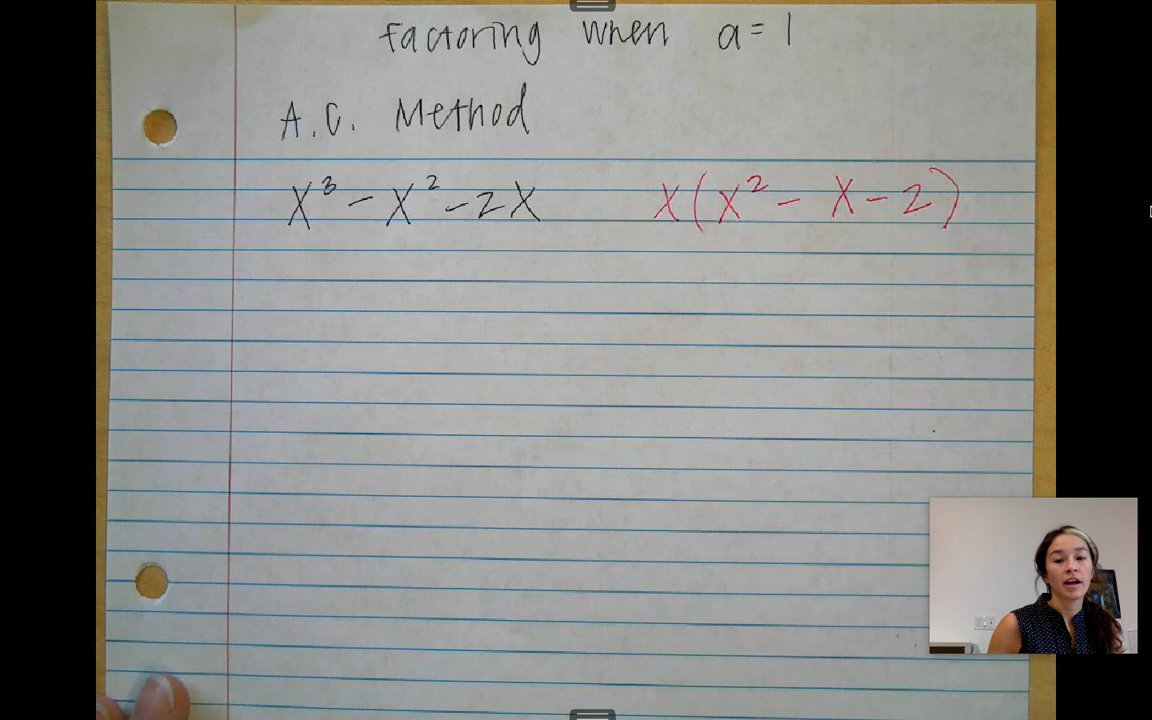 factoring when a = 1
A.C. Method
x³ - x² - 2x x(x² - x - 2)